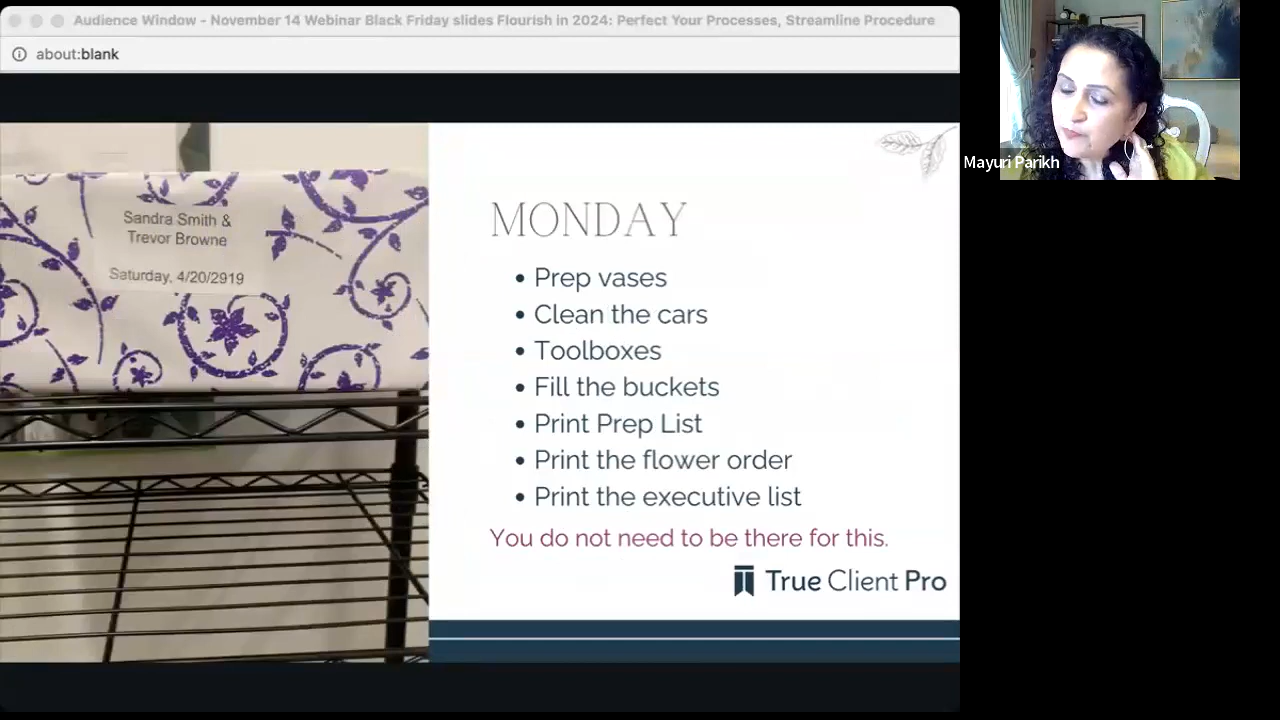 Audience Window - November 14 Webinar Black Friday slides Flourish in 2024: Perfect Your Processes, Streamline Procedure
about:blank
Mayuri Parikh
Sandra Smith &
Trevor Browne
Saturday, 4/20/2919
MONDAY
• Prep vases
• Clean the cars
• Toolboxes
• Fill the buckets
• Print Prep List
• Print the flower order
• Print the executive list
You do not need to be there for this.
True Client Pro